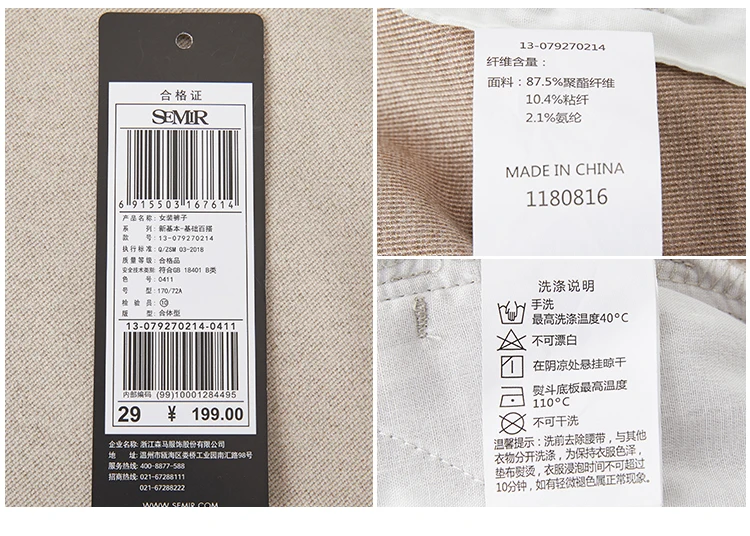 合格证
SEMIR
6 915503 167614
产品名称: 女装裤子
系 列: 新基本-基础百搭
款 号: 13-079270214
执行标准: Q/ZSM 03-2018
质量等级: 合格品
安全技术类别: 符合GB 18401 B类
色 号: 0411
号 型: 170/72A
检 验 员: 10
版 型: 合体型
13-079270214-0411
内部编码 (99)10001284495
29 ¥ 199.00
企业名称: 浙江森马服饰股份有限公司
地 址: 温州市瓯海区娄桥工业园南汇路98号
服务热线: 400-8877-588
招商热线: 021-67288111
021-67288222
WWW.SEMIR.COM
13-079270214
纤维含量:
面料: 87.5%聚酯纤维
10.4%粘纤
2.1%氨纶
MADE IN CHINA
1180816
洗涤说明
手洗
最高洗涤温度40°C
不可漂白
在阴凉处悬挂晾干
熨斗底板最高温度
110°C
不可干洗
温馨提示: 洗前去除腰带, 与其他
衣物分开洗涤, 为保持衣服色泽,
垫布熨烫, 衣服浸泡时间不可超过
10分钟, 如有轻微褪色属正常现象.